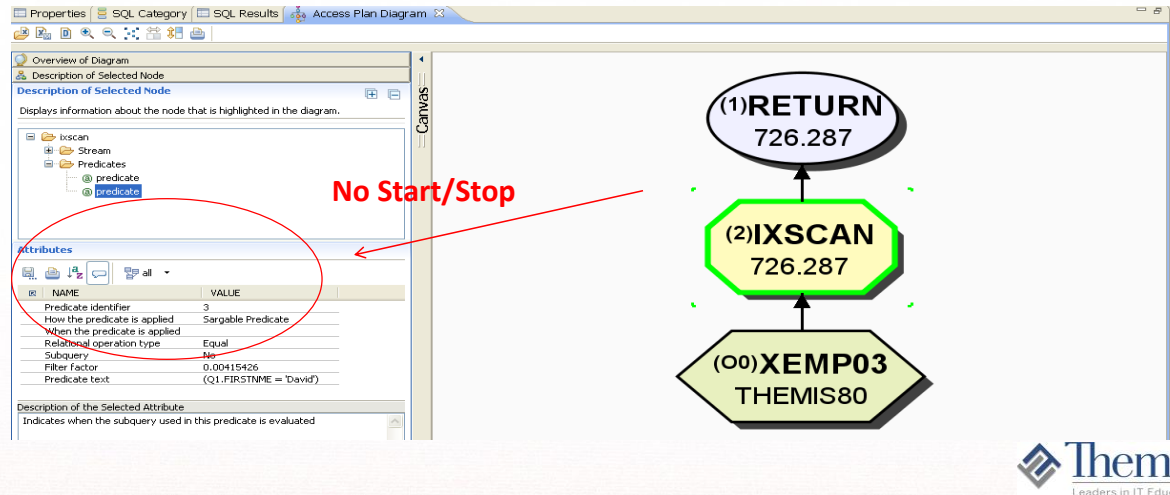 Properties SQL Category SQL Results Access Plan Diagram
Overview of Diagram
Description of Selected Node
Description of Selected Node
Displays information about the node that is highlighted in the diagram.
ixscan
Stream
Predicates
predicate
predicate
Attributes
all
NAME VALUE
Predicate identifier 3
How the predicate is applied Sargable Predicate
When the predicate is applied
Relational operation type Equal
Subquery No
Filter factor 0.00415426
Predicate text (Q1.FIRSTNME = 'David')
Description of the Selected Attribute
Indicates when the subquery used in this predicate is evaluated
Canvas
No Start/Stop
(1)RETURN
726.287
(2)IXSCAN
726.287
(O0)XEMP03
THEMIS80
Them
Leaders in IT Edu